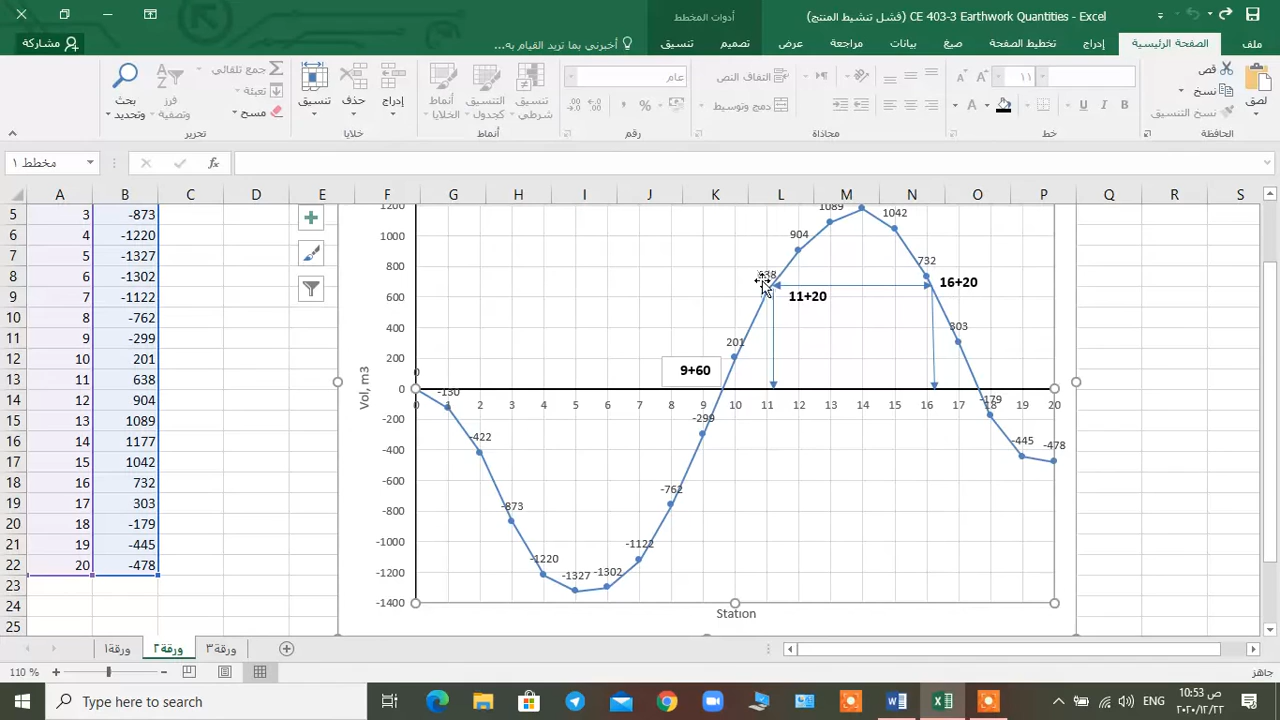 CE 403-3 Earthwork Quantities - Excel (فشل تنشيط المنتج)
أدوات المخطط
ملف
الصفحة الرئيسية
إدراج
تخطيط الصفحة
صيغ
بيانات
مراجعة
عرض
تصميم
تنسيق
أخبرني بما تريد القيام به...
مشاركة
لصق
قص
نسخ
نسخ التنسيق
الحافظة
١١
خط
التفاف النص
دمج وتوسيط
محاذاة
عام
رقم
تنسيق شرطي
التنسيق كجدول
أنماط الخلايا
أنماط
إدراج
حذف
تنسيق
خلايا
جمع تلقائي
تعبئة
مسح
فرز وتصفية
بحث وتحديد
تحرير
مخطط ١
fx
A B C D E F G H I J K L M N O P Q R S
5 3 -873
6 4 -1220
7 5 -1327
8 6 -1302
9 7 -1122
10 8 -762
11 9 -299
12 10 201
13 11 638
14 12 904
15 13 1089
16 14 1177
17 15 1042
18 16 732
19 17 303
20 18 -179
21 19 -445
22 20 -478
23
24
25
1200
1000
800
600
400
200
0
-200
-400
-600
-800
-1000
-1200
-1400
Vol, m3
0 1 2 3 4 5 6 7 8 9 10 11 12 13 14 15 16 17 18 19 20
Station
0
-130
-422
-873
-1220
-1327
-1302
-1122
-762
-299
201
904
1089
1042
732
303
-179
-445
-478
9+60
11+20
16+20
ورقة١
ورقة٢
ورقة٣
110 %
جاهز
Type here to search
ENG
10:53 ص
٢٠٢٠/١٢/٢٢